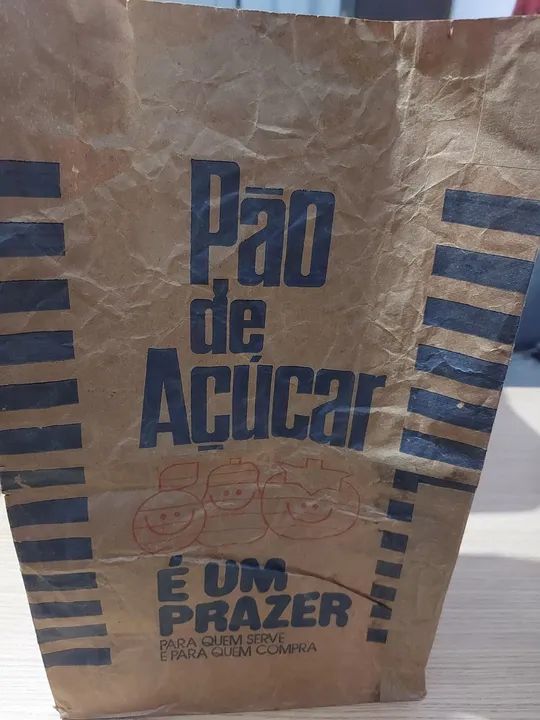 Pão
de
Açúcar
É UM
PRAZER
PARA QUEM SERVE
E PARA QUEM COMPRA